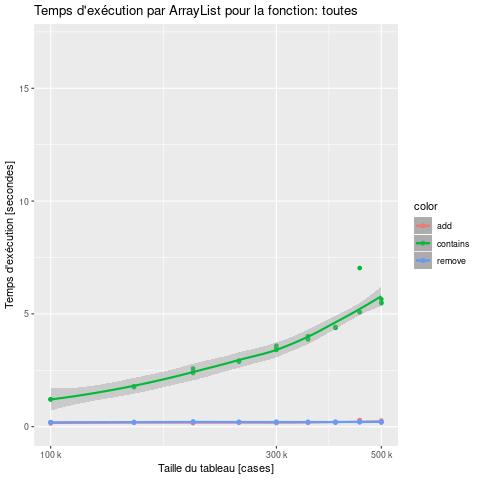 Temps d'exécution par ArrayList pour la fonction: toutes
Temps d'exécution [secondes]
15
10
5
0
100 k
300 k
500 k
Taille du tableau [cases]
color
add
contains
remove